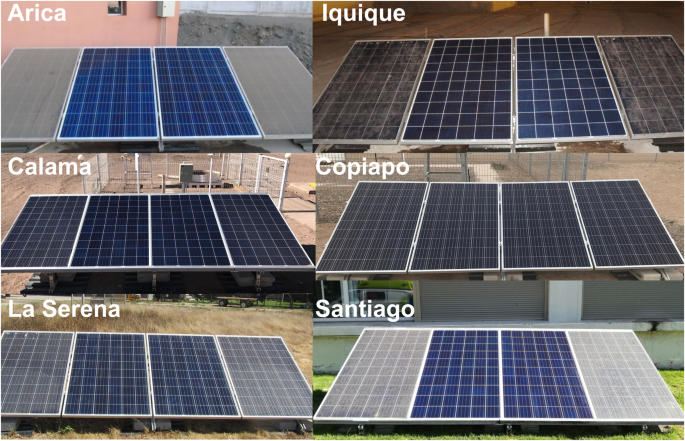 Arica
Iquique
Calama
Copiapo
La Serena
Santiago